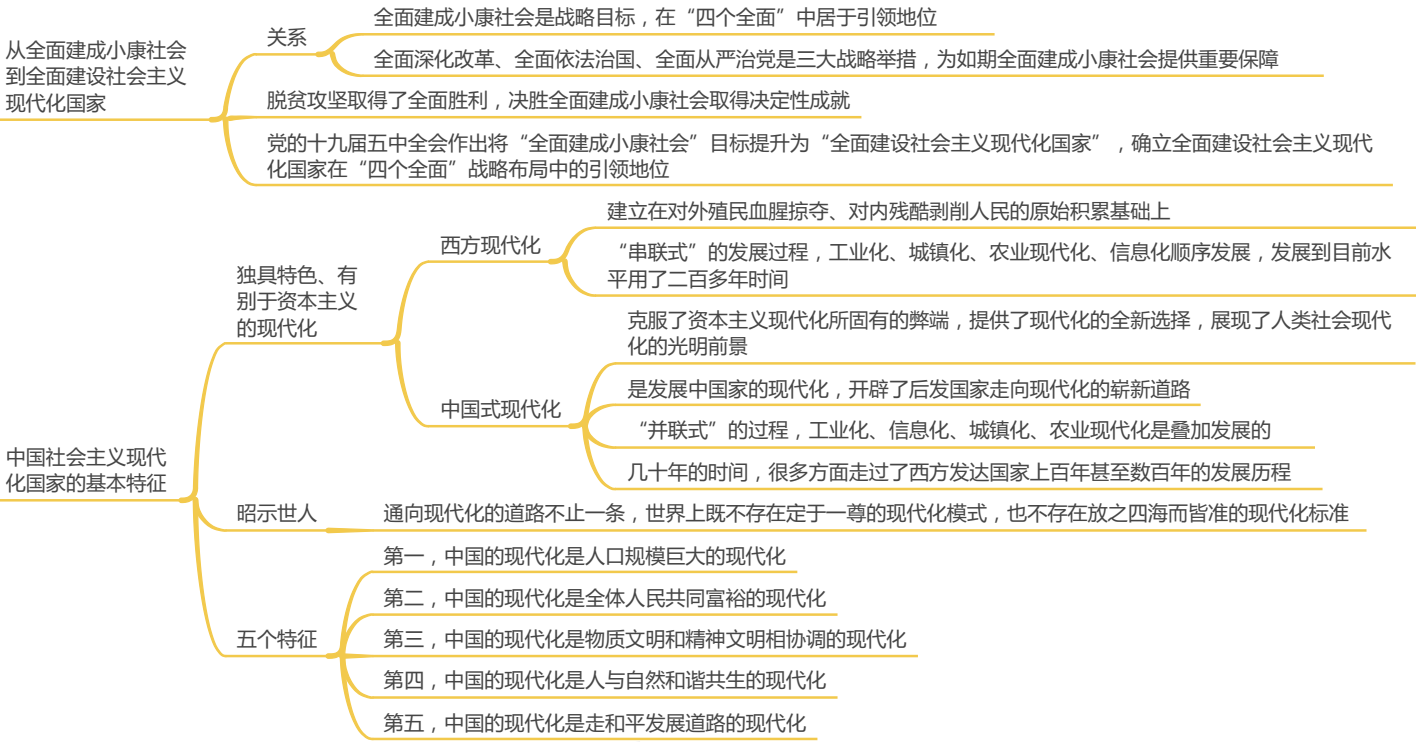 从全面建成小康社会
到全面建设社会主义
现代化国家
关系
全面建成小康社会是战略目标，在“四个全面”中居于引领地位
全面深化改革、全面依法治国、全面从严治党是三大战略举措，为如期全面建成小康社会提供重要保障
脱贫攻坚取得了全面胜利，决胜全面建成小康社会取得决定性成就
党的十九届五中全会作出将“全面建成小康社会”目标提升为“全面建设社会主义现代化国家”，确立全面建设社会主义现代
化国家在“四个全面”战略布局中的引领地位
中国社会主义现代
化国家的基本特征
独具特色、有
别于资本主义
的现代化
西方现代化
建立在对外殖民血腥掠夺、对内残酷剥削人民的原始积累基础上
“串联式”的发展过程，工业化、城镇化、农业现代化、信息化顺序发展，发展到目前水
平用了二百多年时间
中国式现代化
克服了资本主义现代化所固有的弊端，提供了现代化的全新选择，展现了人类社会现代
化的光明前景
是发展中国家的现代化，开辟了后发国家走向现代化的崭新道路
“并联式”的过程，工业化、信息化、城镇化、农业现代化是叠加发展的
几十年的时间，很多方面走过了西方发达国家上百年甚至数百年的发展历程
昭示世人
通向现代化的道路不止一条，世界上既不存在定于一尊的现代化模式，也不存在放之四海而皆准的现代化标准
五个特征
第一，中国的现代化是人口规模巨大的现代化
第二，中国的现代化是全体人民共同富裕的现代化
第三，中国的现代化是物质文明和精神文明相协调的现代化
第四，中国的现代化是人与自然和谐共生的现代化
第五，中国的现代化是走和平发展道路的现代化